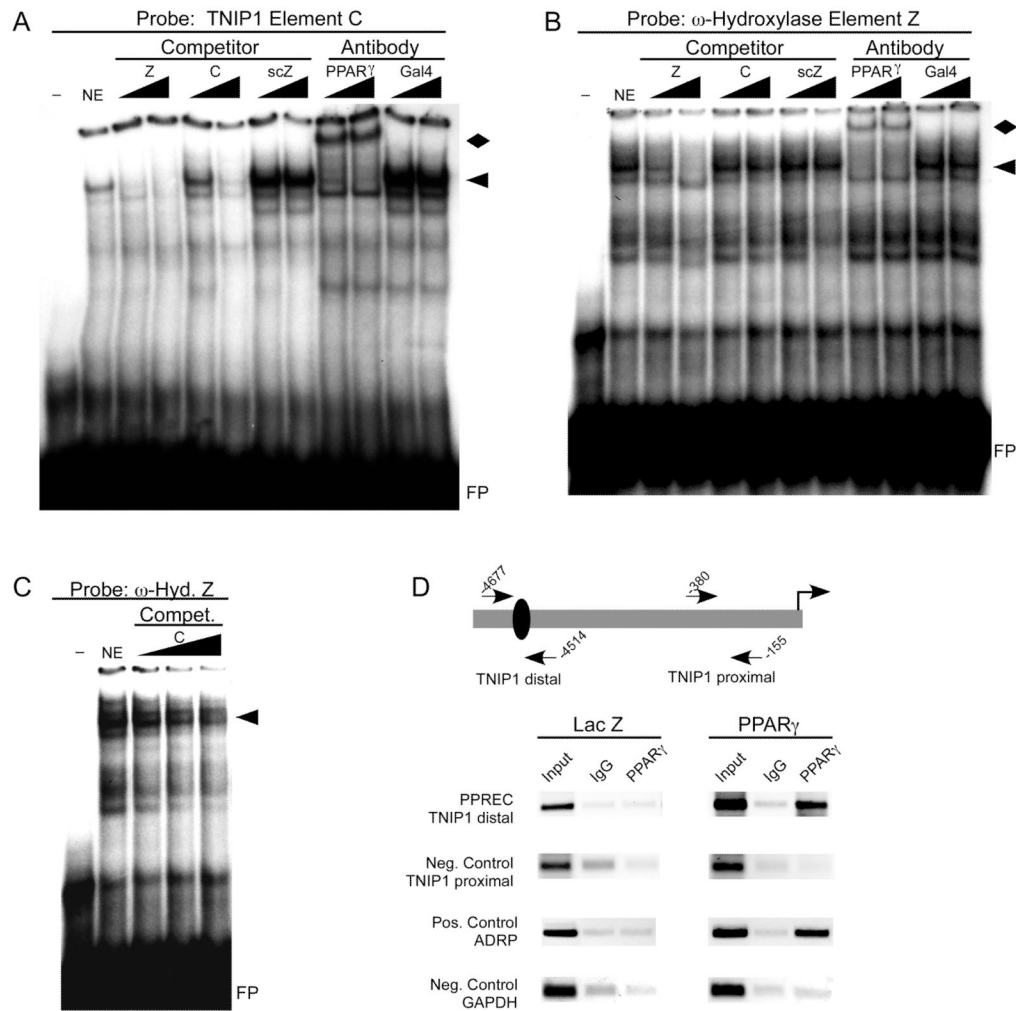 A
Probe: TNIP1 Element C
Competitor Antibody
Z C scZ PPARγ Gal4
– NE
FP
B
Probe: ω-Hydroxylase Element Z
Competitor Antibody
Z C scZ PPARγ Gal4
– NE
FP
C
Probe: ω-Hyd. Z
Compet.
C
– NE
FP
D
-4677 -380
-4514 -155
TNIP1 distal TNIP1 proximal
Lac Z PPARγ
Input IgG PPARγ Input IgG PPARγ
PPREC
TNIP1 distal
Neg. Control
TNIP1 proximal
Pos. Control
ADRP
Neg. Control
GAPDH